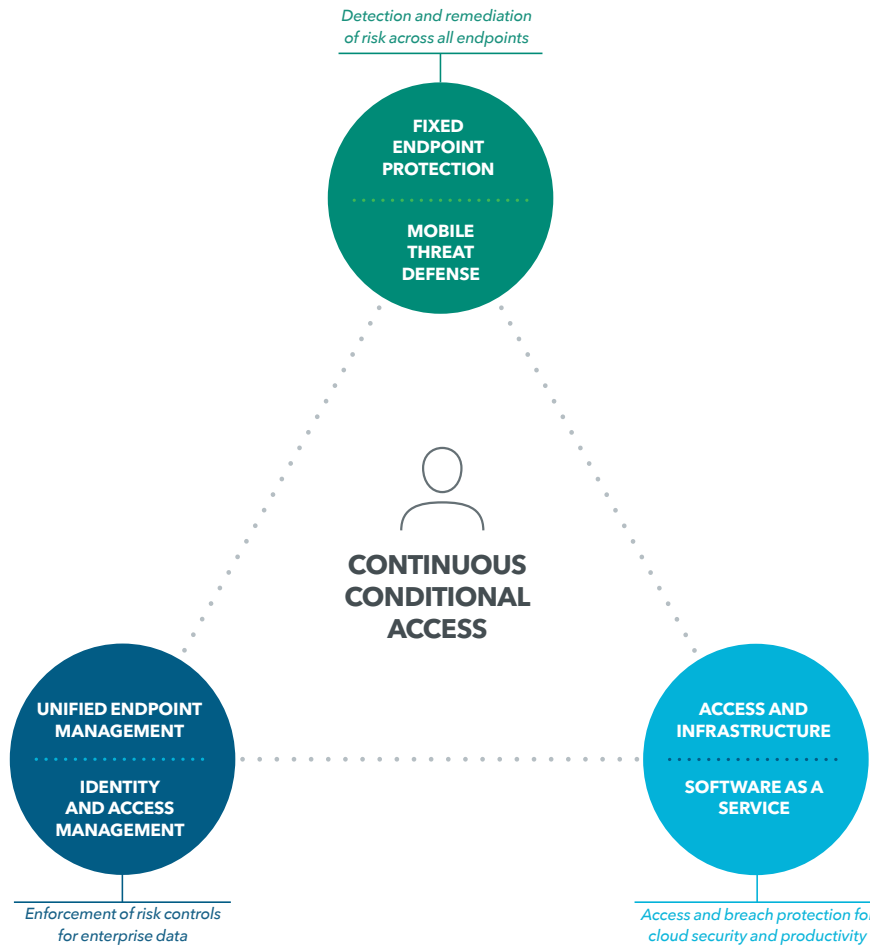 Detection and remediation
of risk across all endpoints
FIXED
ENDPOINT
PROTECTION
MOBILE
THREAT
DEFENSE
CONTINUOUS
CONDITIONAL
ACCESS
UNIFIED ENDPOINT
MANAGEMENT
IDENTITY
AND ACCESS
MANAGEMENT
Enforcement of risk controls
for enterprise data
ACCESS AND
INFRASTRUCTURE
SOFTWARE AS A
SERVICE
Access and breach protection for
cloud security and productivity